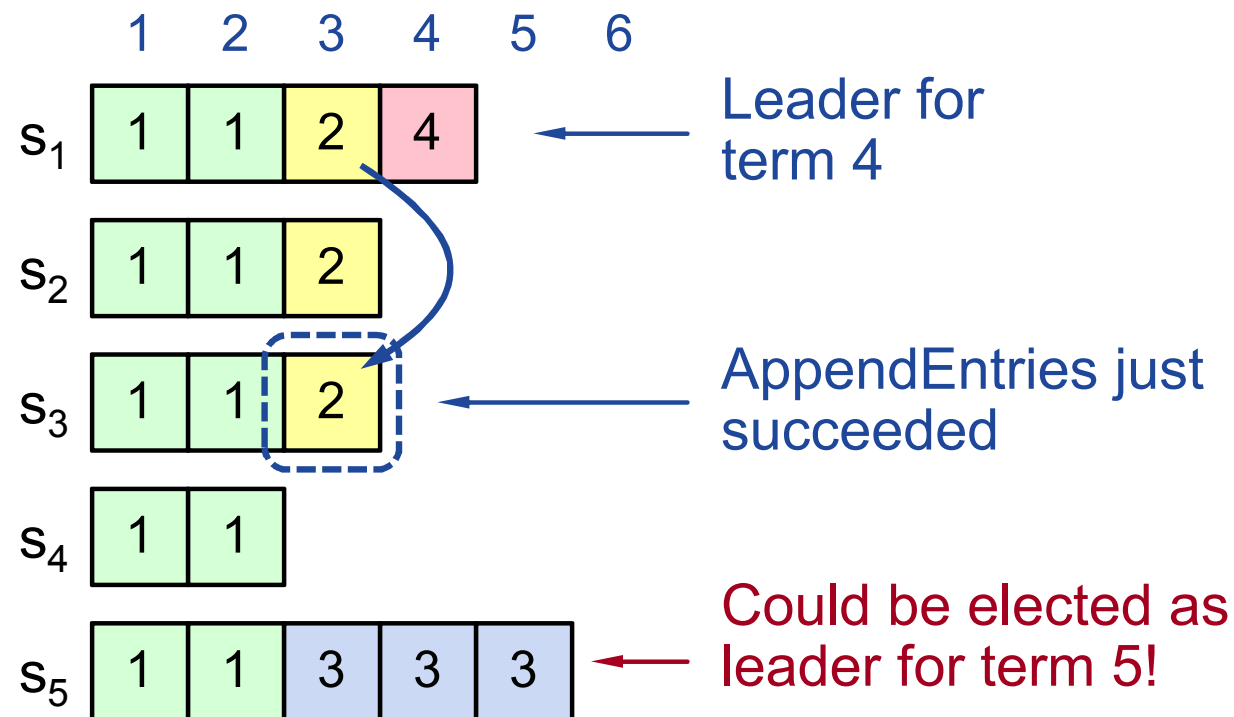 1 2 3 4 5 6
s1 1 1 2 4
Leader for
term 4
s2 1 1 2
s3 1 1 2
AppendEntries just
succeeded
s4 1 1
s5 1 1 3 3 3
Could be elected as
leader for term 5!